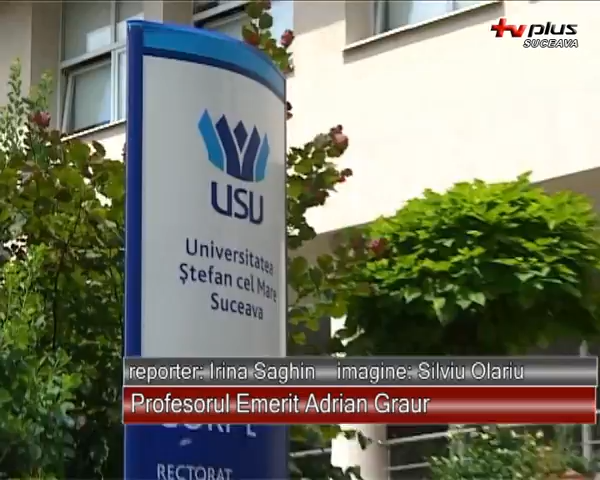 tv plus
SUCEAVA
USU
Universitatea
Ștefan cel Mare
Suceava
reporter: Irina Saghin imagine: Silviu Olariu
Profesorul Emerit Adrian Graur
RECTORAT